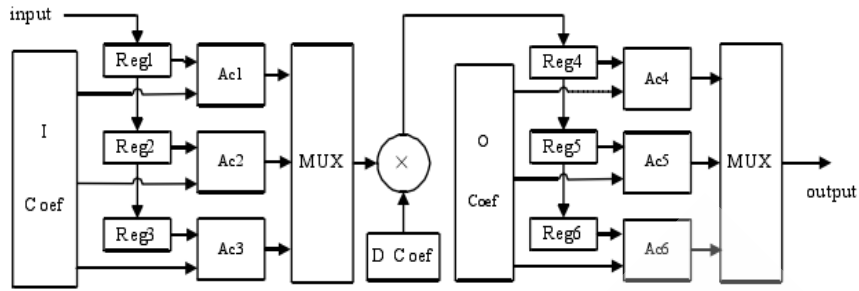 input
Reg1
Ac1
I
Coef
Reg2
Ac2
Reg3
Ac3
MUX
×
D Coef
O
Coef
Reg4
Ac4
Reg5
Ac5
Reg6
Ac6
MUX
output